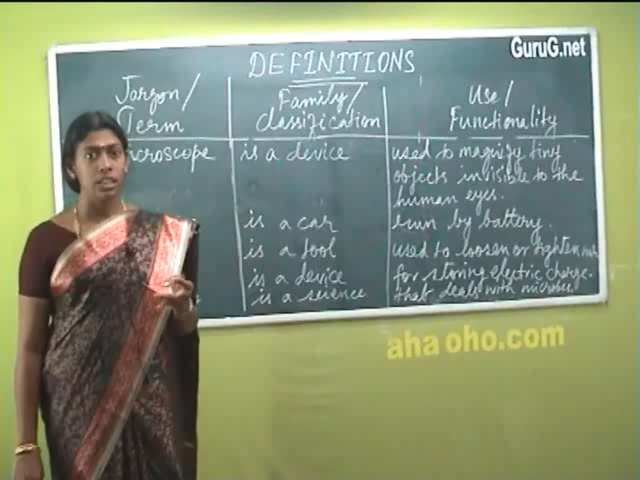 GuruG.net
DEFINITIONS
Jargon/ Family/ Use/
Term Classification Functionality
croscope is a device used to magnify tiny
objects invisible to the
human eyes.
is a car run by battery.
is a tool used to loosen or tighten
is a device for storing electric charge.
is a science that deals with microbes.
aha oho.com